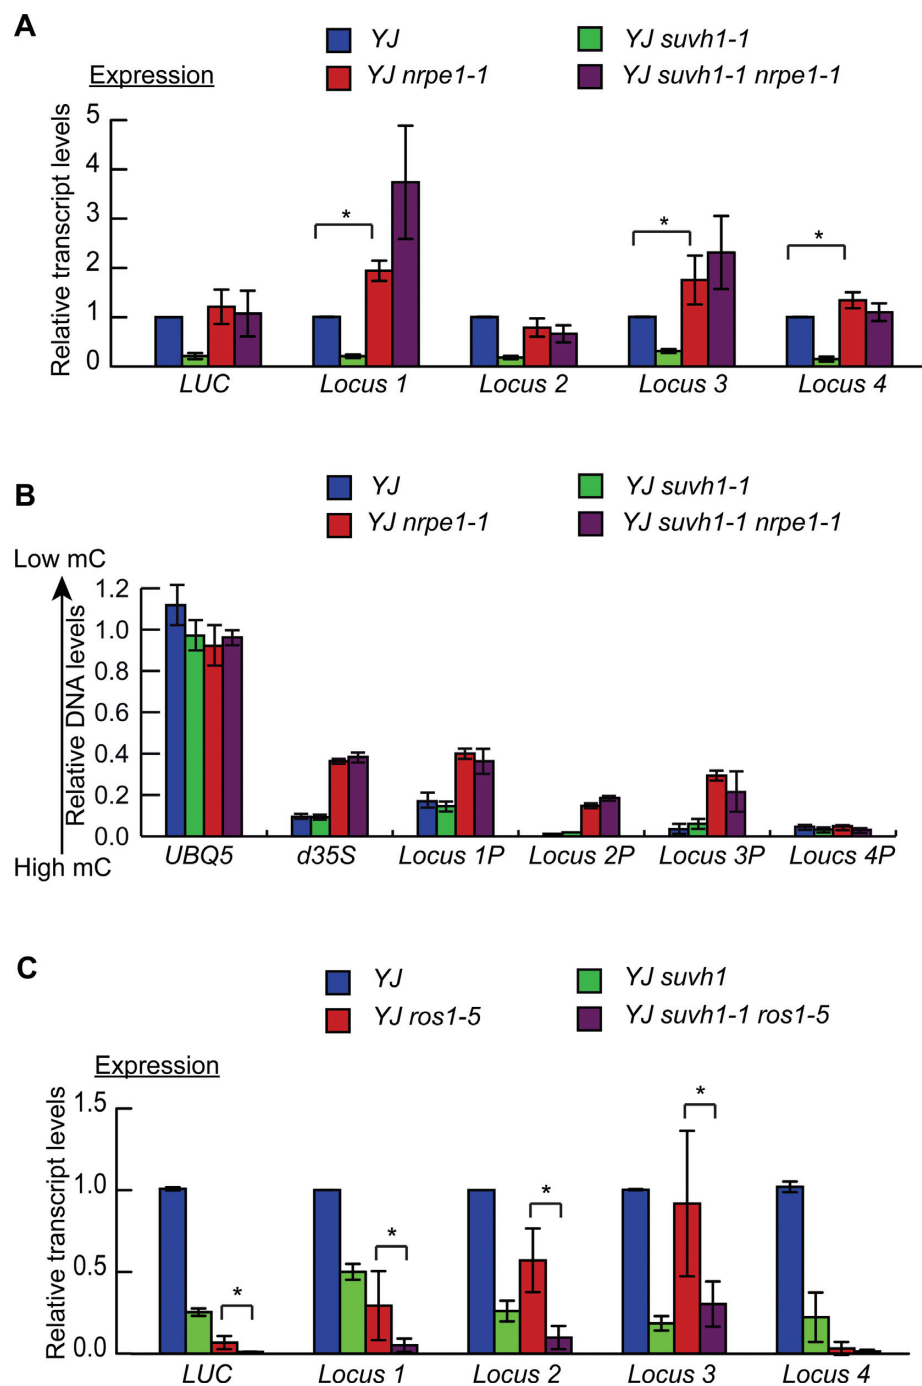 A
YJ
YJ suvh1-1
YJ nrpe1-1
YJ suvh1-1 nrpe1-1
Expression
Relative transcript levels
5
4
3
2
1
0
*
*
*
LUC
Locus 1
Locus 2
Locus 3
Locus 4
B
YJ
YJ suvh1-1
YJ nrpe1-1
YJ suvh1-1 nrpe1-1
Low mC
High mC
Relative DNA levels
1.2
1.0
0.8
0.6
0.4
0.2
0.0
UBQ5
d35S
Locus 1P
Locus 2P
Locus 3P
Loucs 4P
C
YJ
YJ suvh1
YJ ros1-5
YJ suvh1-1 ros1-5
Expression
Relative transcript levels
1.5
1.0
0.5
0.0
*
*
*
*
LUC
Locus 1
Locus 2
Locus 3
Locus 4